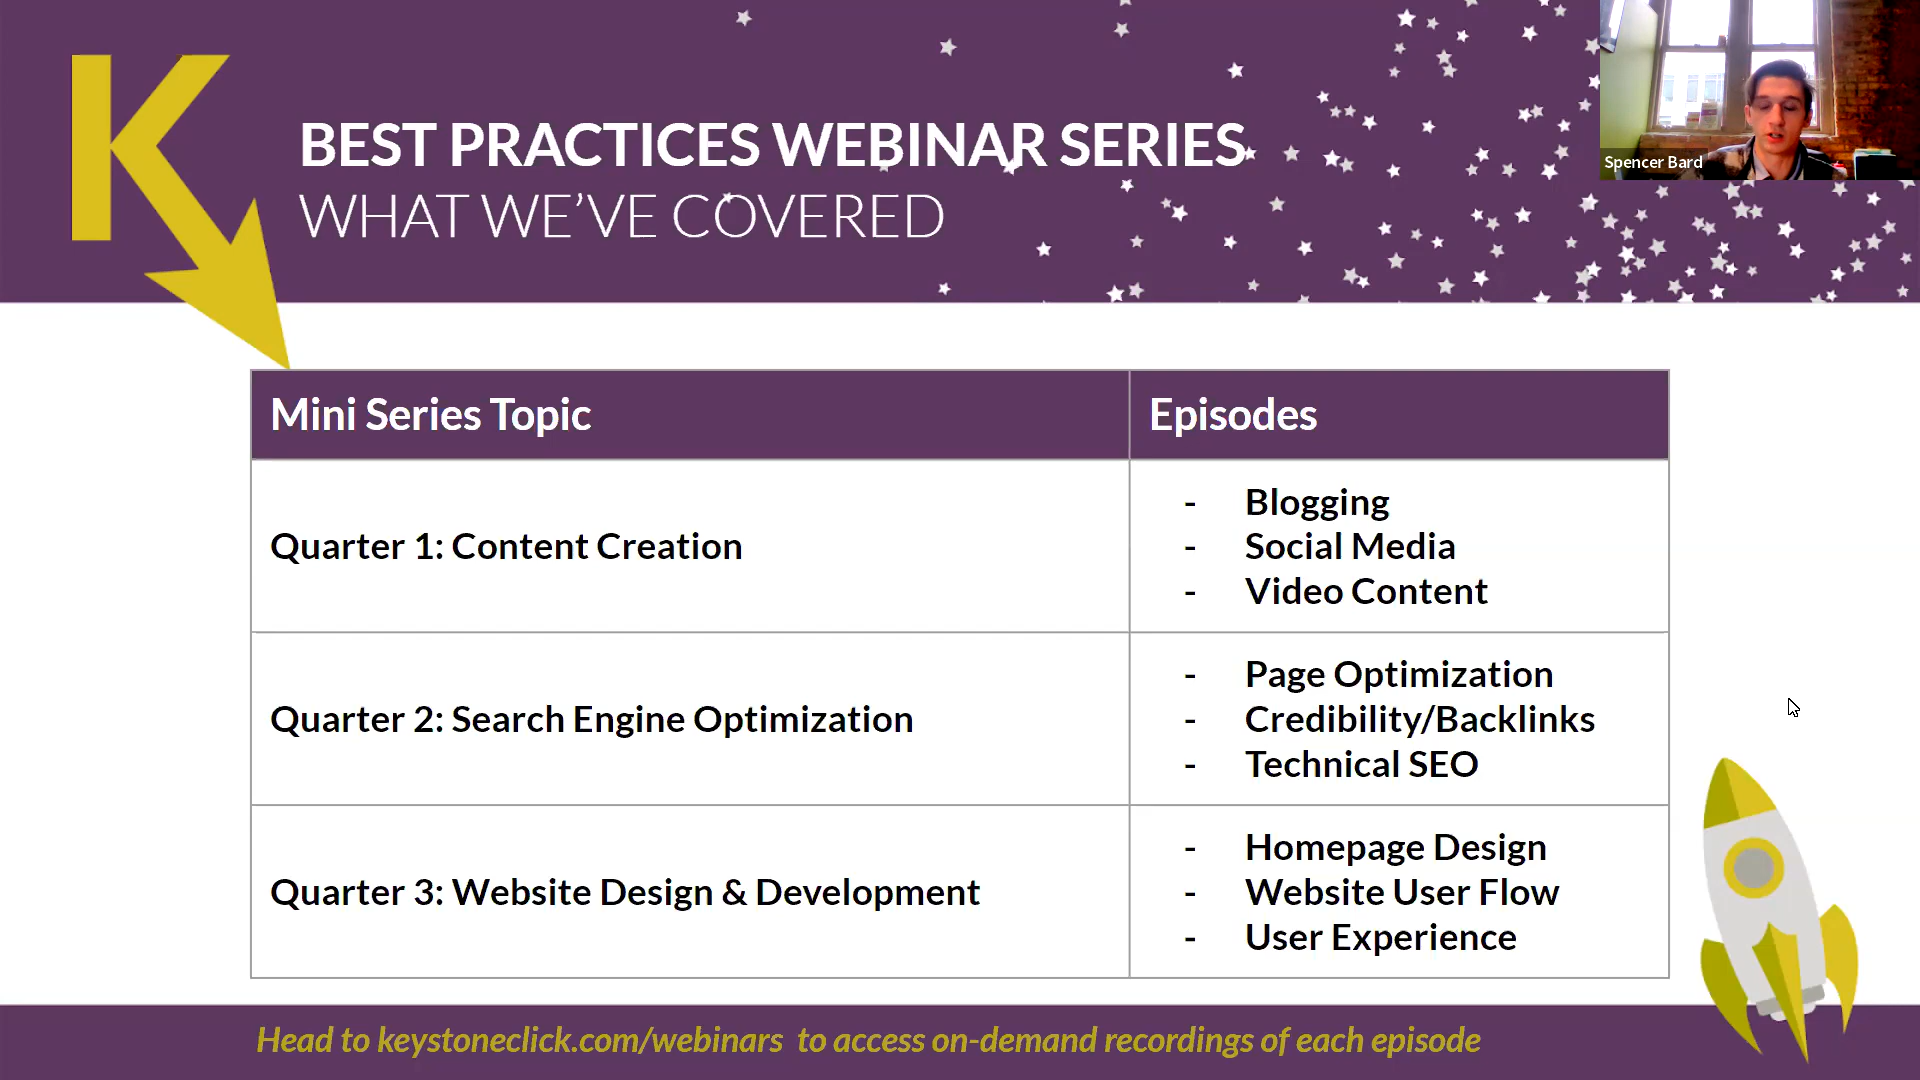 K
BEST PRACTICES WEBINAR SERIES
WHAT WE'VE COVERED
Spencer Bard
Mini Series Topic
Episodes
Quarter 1: Content Creation
- Blogging
- Social Media
- Video Content
Quarter 2: Search Engine Optimization
- Page Optimization
- Credibility/Backlinks
- Technical SEO
Quarter 3: Website Design & Development
- Homepage Design
- Website User Flow
- User Experience
Head to keystoneclick.com/webinars to access on-demand recordings of each episode